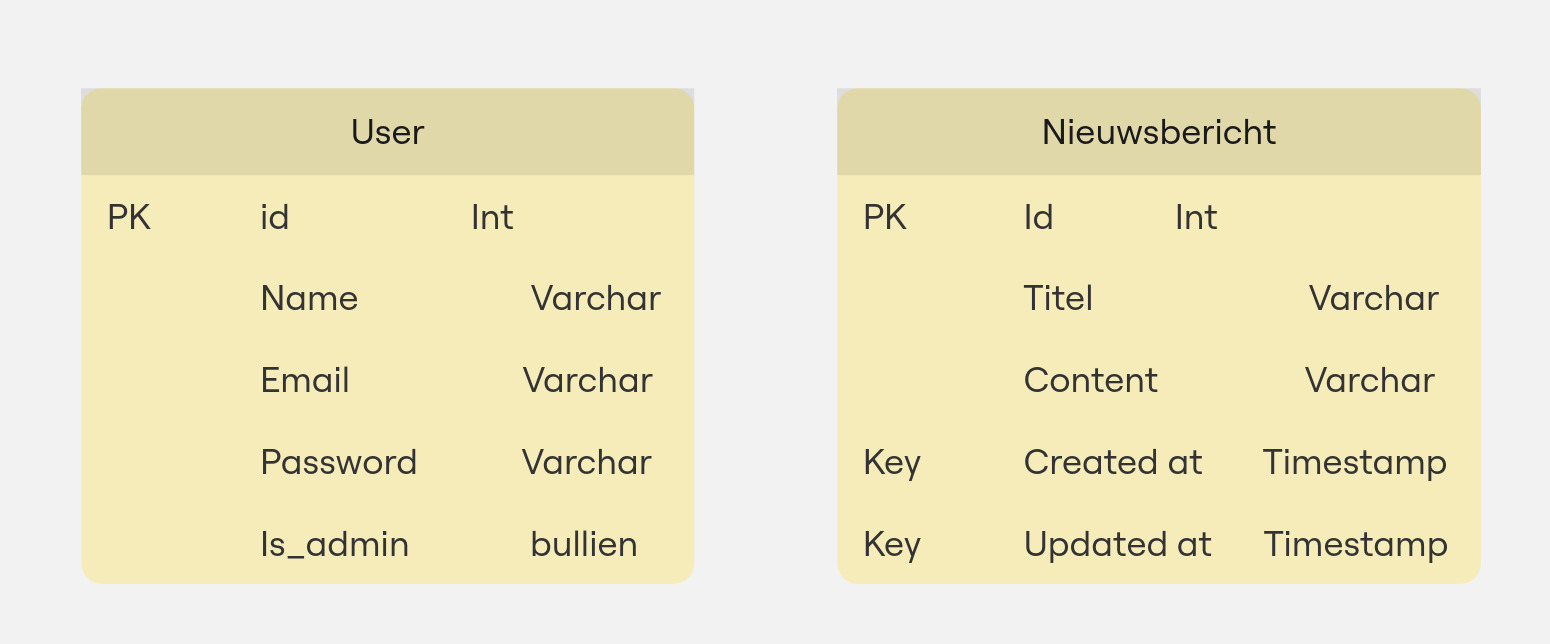 User
PK id Int
Name Varchar
Email Varchar
Password Varchar
Is_admin bullien
Nieuwsbericht
PK Id Int
Titel Varchar
Content Varchar
Key Created at Timestamp
Key Updated at Timestamp